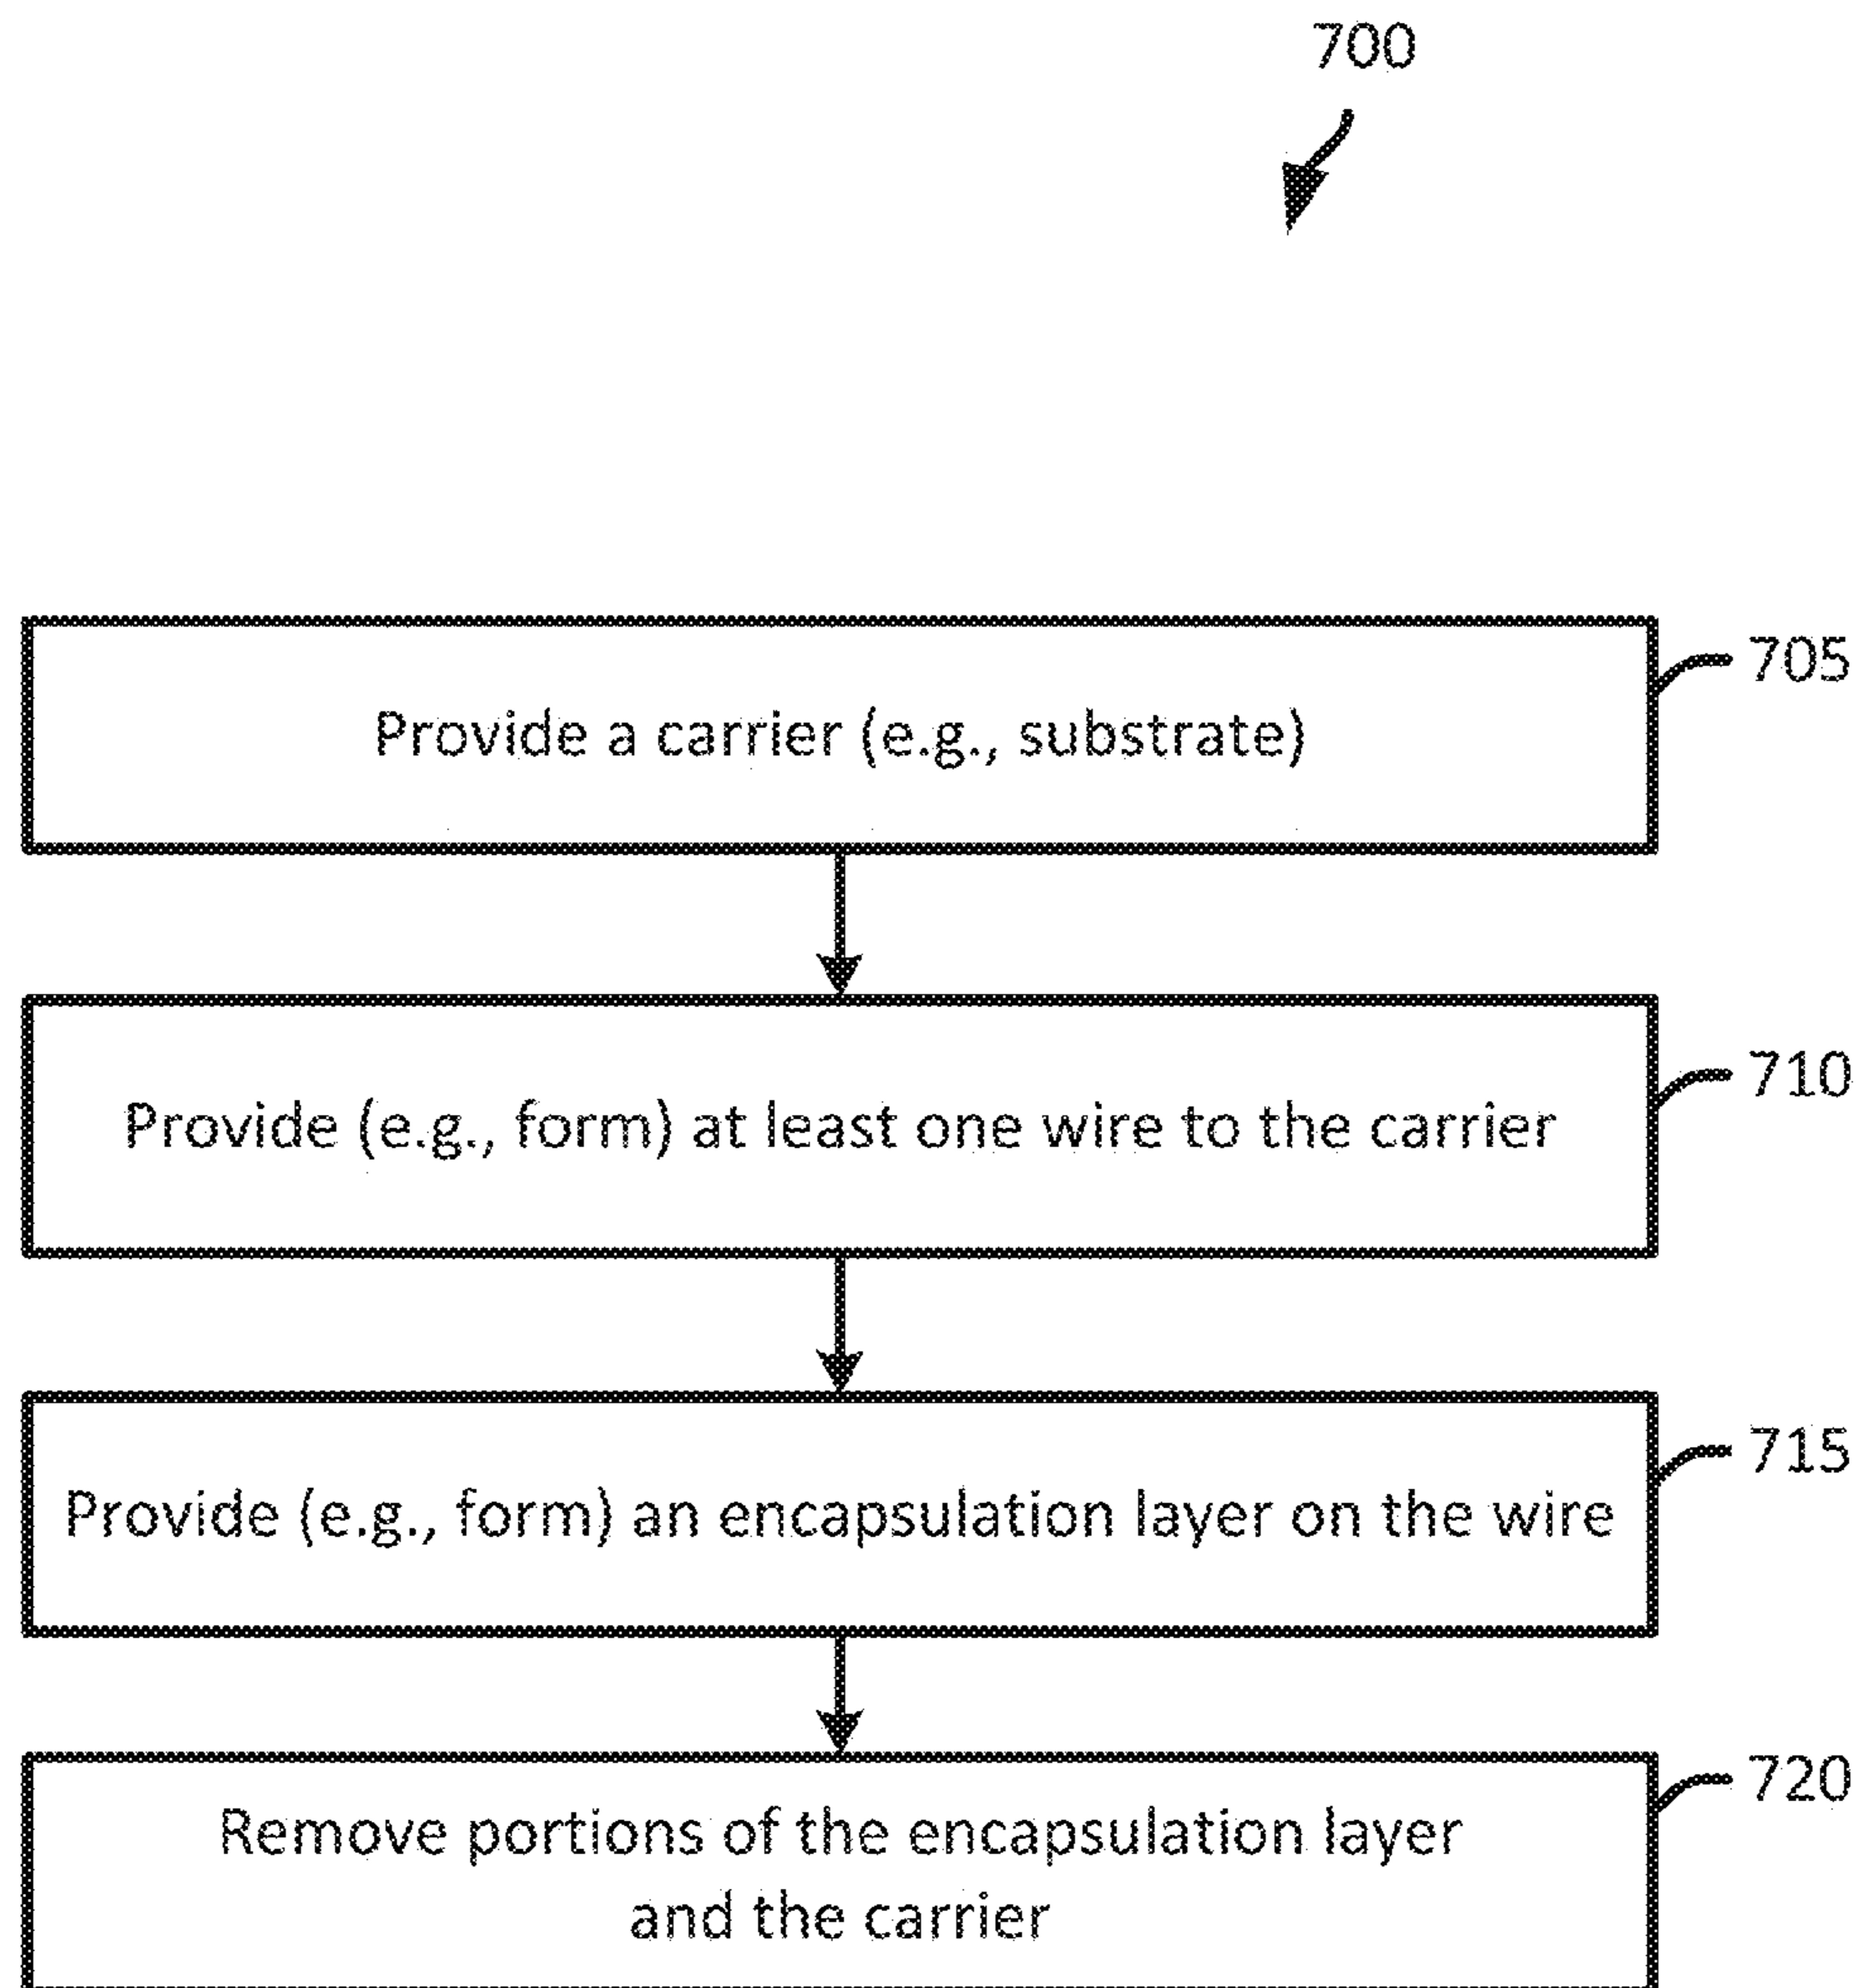 700
705
Provide a carrier (e.g., substrate)
710
Provide (e.g., form) at least one wire to the carrier
715
Provide (e.g., form) an encapsulation layer on the wire
720
Remove portions of the encapsulation layer
and the carrier